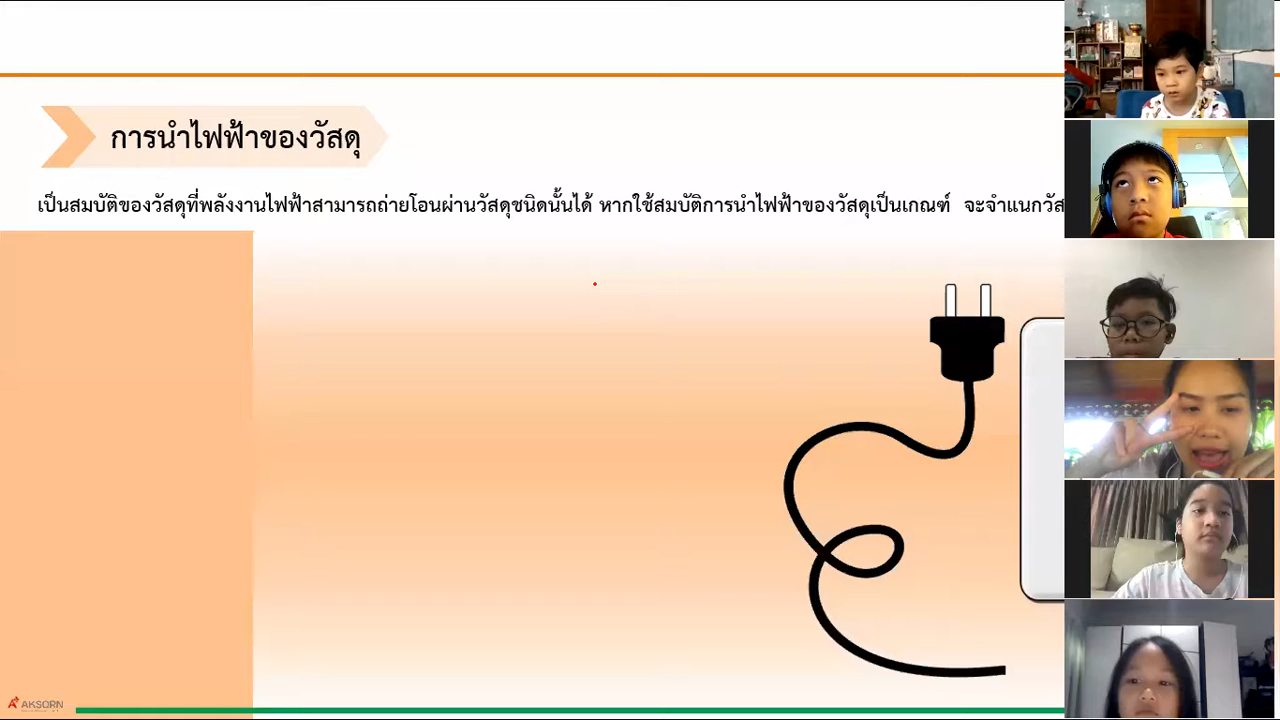 การนำไฟฟ้าของวัสดุ
เป็นสมบัติของวัสดุที่พลังงานไฟฟ้าสามารถถ่ายโอนผ่านวัสดุชนิดนั้นได้ หากใช้สมบัติการนำไฟฟ้าของวัสดุเป็นเกณฑ์ จะจำแนกวัส
AKSORN